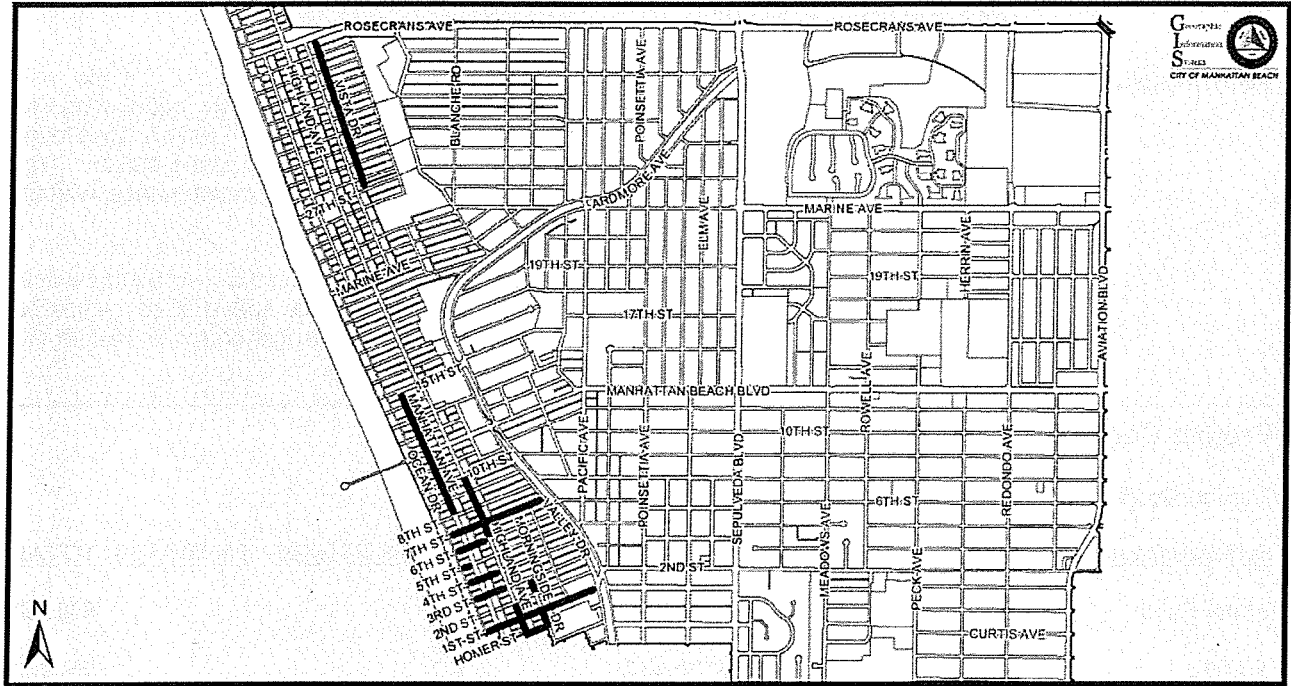 ROSECRANS AVE
ROSECRANS AVE
Geographic
Information
System
CITY OF MANHATTAN BEACH
VISTA DR
HIGHLAND AVE
BLANCHE RD
POINSETTIA AVE
ARDMORE AVE
27TH ST
MARINE AVE
ELM AVE
MARINE AVE
19TH ST
19TH ST
HERRIN AVE
17TH ST
AVIATION BLVD
15TH ST
ROWELL AVE
MANHATTAN BEACH BLVD
MANHATTAN AVE
OCEAN DR
10TH ST
PACIFIC AVE
POINSETTIA AVE
SEPULVEDA BLVD
10TH ST
REDONDO AVE
6TH ST
8TH ST
7TH ST
6TH ST
5TH ST
4TH ST
3RD ST
2ND ST
1ST ST
HOMER ST
HIGHLAND AVE
MORNINGSIDE DR
VALLEY DR
2ND ST
MEADOWS AVE
PECK AVE
CURTIS AVE
N